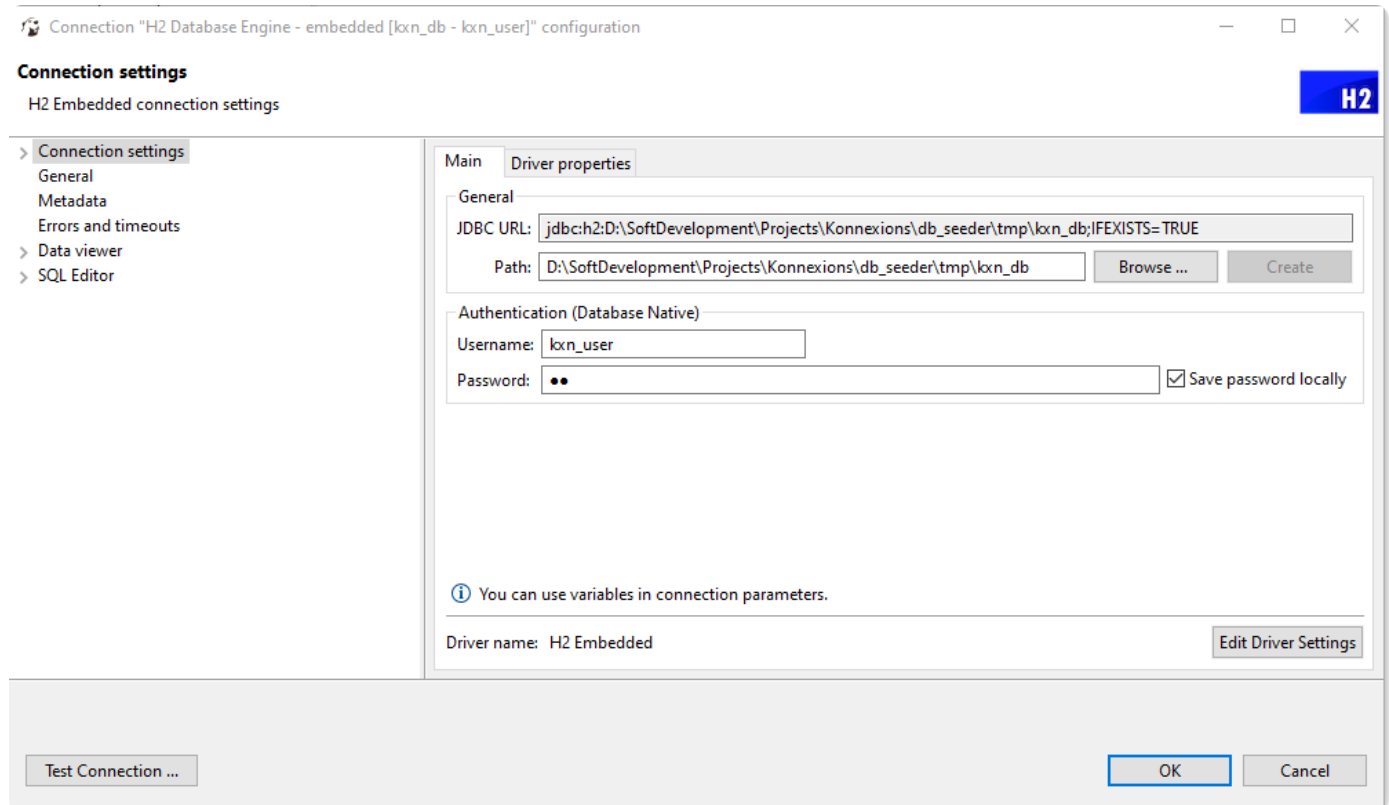 Connection "H2 Database Engine - embedded [kxn_db - kxn_user]" configuration
Connection settings
H2 Embedded connection settings
H2
Connection settings
General
Metadata
Errors and timeouts
Data viewer
SQL Editor
Main Driver properties
General
JDBC URL: jdbc:h2:D:\SoftDevelopment\Projects\Konnexions\db_seeder\tmp\kxn_db;IFEXISTS=TRUE
Path: D:\SoftDevelopment\Projects\Konnexions\db_seeder\tmp\kxn_db Browse ... Create
Authentication (Database Native)
Username: kxn_user
Password: ●● Save password locally
You can use variables in connection parameters.
Driver name: H2 Embedded Edit Driver Settings
Test Connection ... OK Cancel